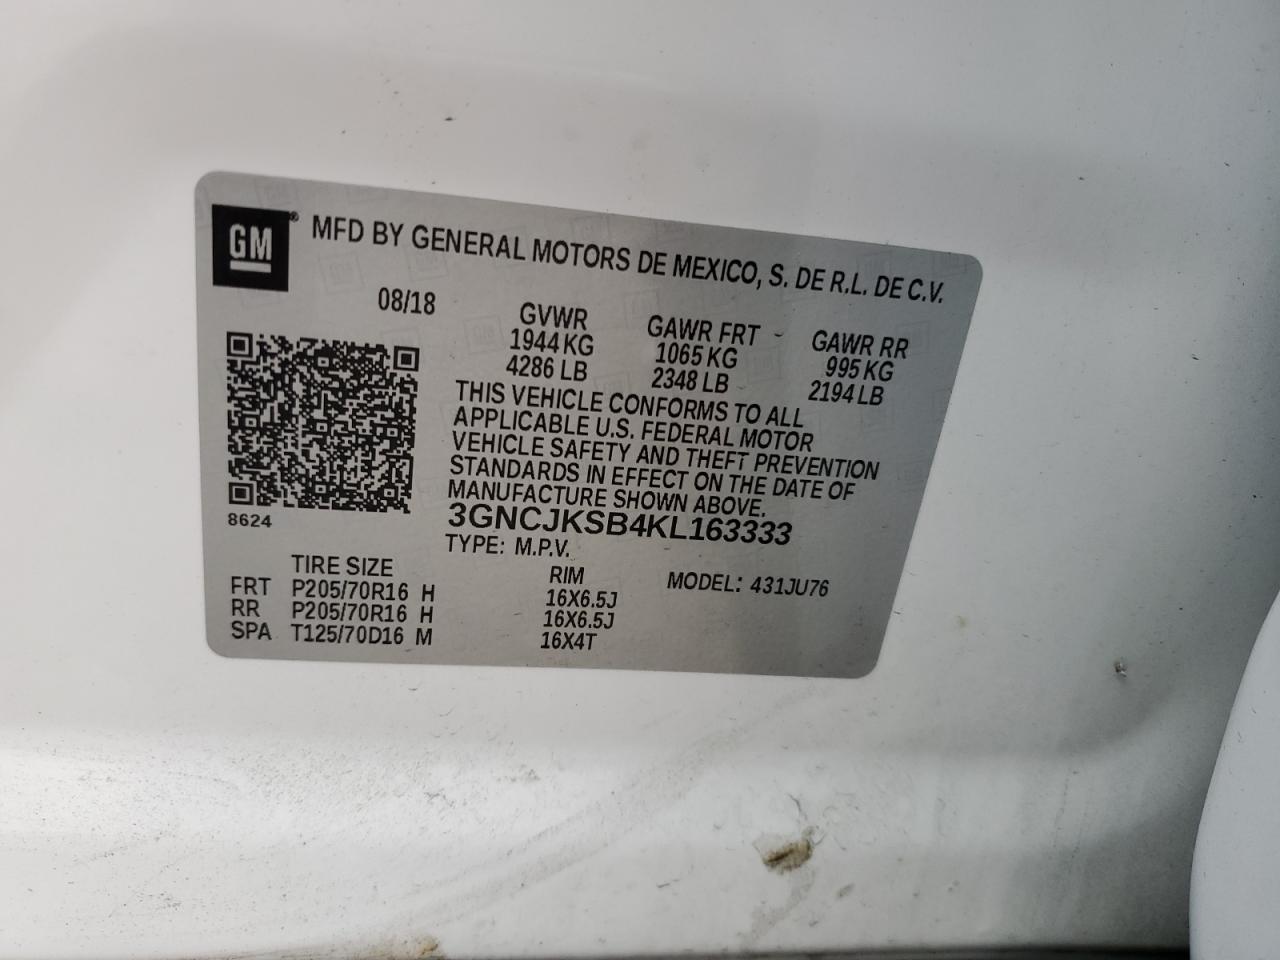 GM® MFD BY GENERAL MOTORS DE MEXICO, S. DE R.L. DE C.V.
08/18 GVWR GAWR FRT GAWR RR
1944 KG 1065 KG 995 KG
4286 LB 2348 LB 2194 LB
THIS VEHICLE CONFORMS TO ALL
APPLICABLE U.S. FEDERAL MOTOR
VEHICLE SAFETY AND THEFT PREVENTION
STANDARDS IN EFFECT ON THE DATE OF
MANUFACTURE SHOWN ABOVE.
8624 3GNCJKSB4KL163333
TYPE: M.P.V.
TIRE SIZE RIM MODEL: 431JU76
FRT P205/70R16 H 16X6.5J
RR P205/70R16 H 16X6.5J
SPA T125/70D16 M 16X4T